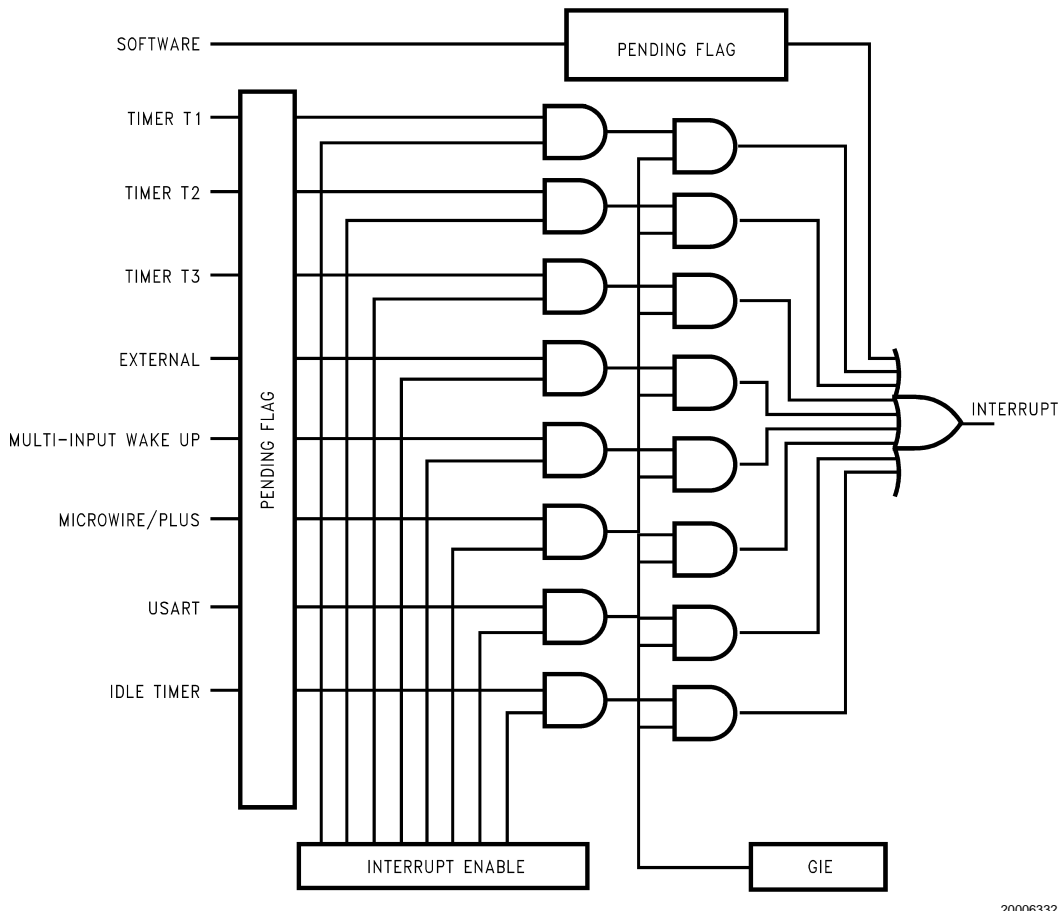 SOFTWARE
PENDING FLAG
TIMER T1
TIMER T2
TIMER T3
EXTERNAL
MULTI-INPUT WAKE UP
MICROWIRE/PLUS
USART
IDLE TIMER
PENDING FLAG
INTERRUPT
INTERRUPT ENABLE
GIE
20006332